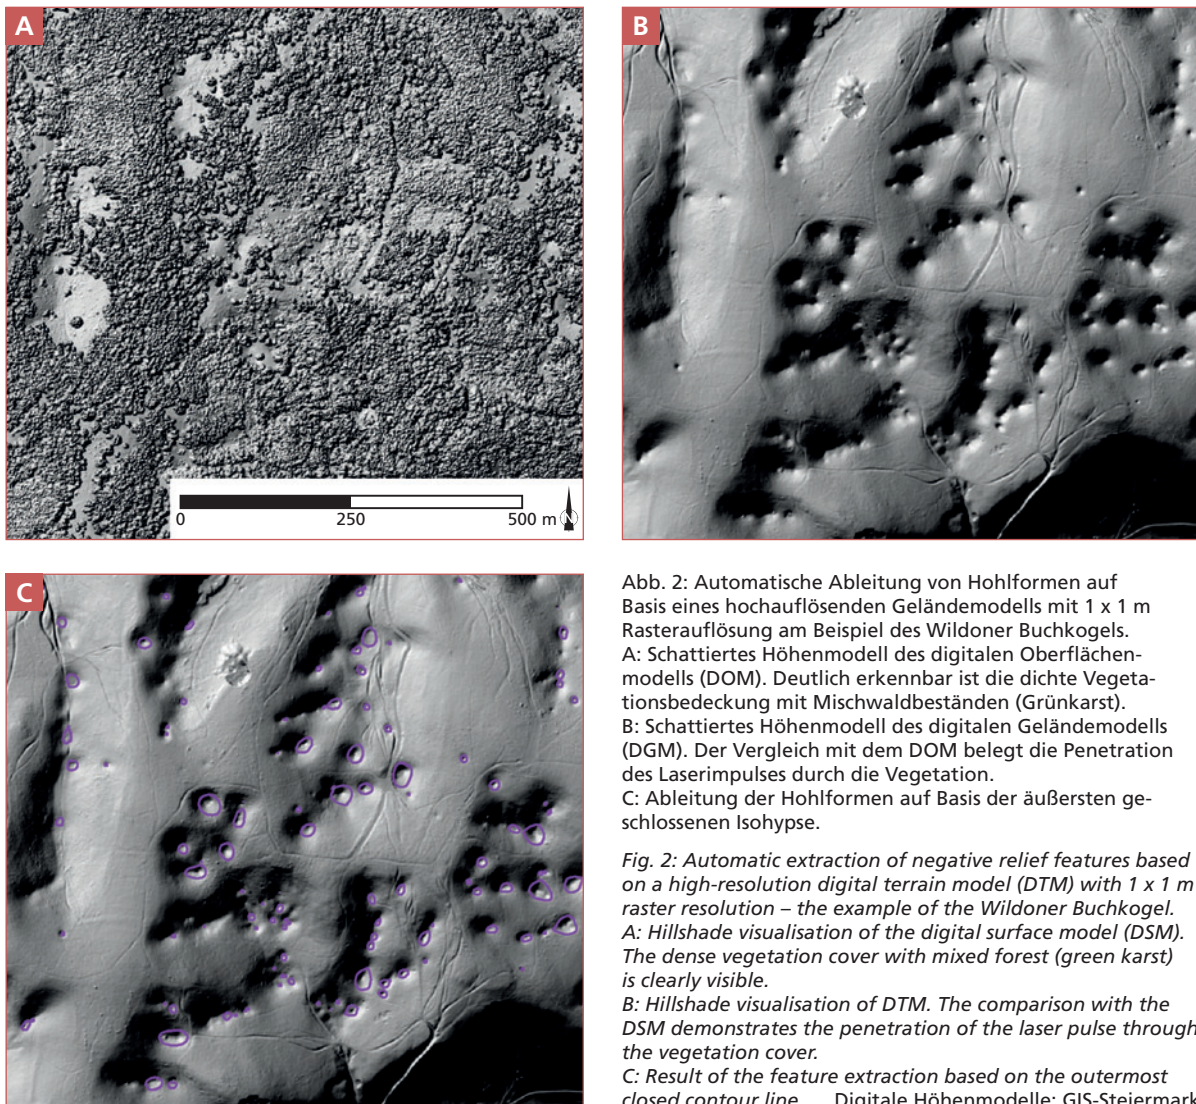 A
B
0 250 500 m N
C
Abb. 2: Automatische Ableitung von Hohlformen auf
Basis eines hochauflösenden Geländemodells mit 1 x 1 m
Rasterauflösung am Beispiel des Wildoner Buchkogels.
A: Schattiertes Höhenmodell des digitalen Oberflächen-
modells (DOM). Deutlich erkennbar ist die dichte Vegeta-
tionsbedeckung mit Mischwaldbeständen (Grünkarst).
B: Schattiertes Höhenmodell des digitalen Geländemodells
(DGM). Der Vergleich mit dem DOM belegt die Penetration
des Laserimpulses durch die Vegetation.
C: Ableitung der Hohlformen auf Basis der äußersten ge-
schlossenen Isohypse.
Fig. 2: Automatic extraction of negative relief features based
on a high-resolution digital terrain model (DTM) with 1 x 1 m
raster resolution – the example of the Wildoner Buchkogel.
A: Hillshade visualisation of the digital surface model (DSM).
The dense vegetation cover with mixed forest (green karst)
is clearly visible.
B: Hillshade visualisation of DTM. The comparison with the
DSM demonstrates the penetration of the laser pulse through
the vegetation cover.
C: Result of the feature extraction based on the outermost
closed contour line. Digitale Höhenmodelle: GIS-Steiermark